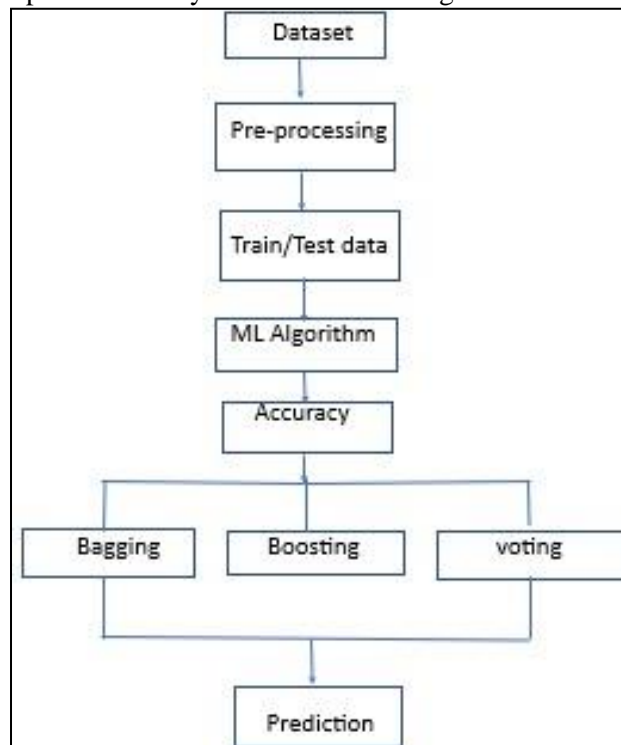 Dataset
Pre-processing
Train/Test data
ML Algorithm
Accuracy
Bagging Boosting voting
Prediction